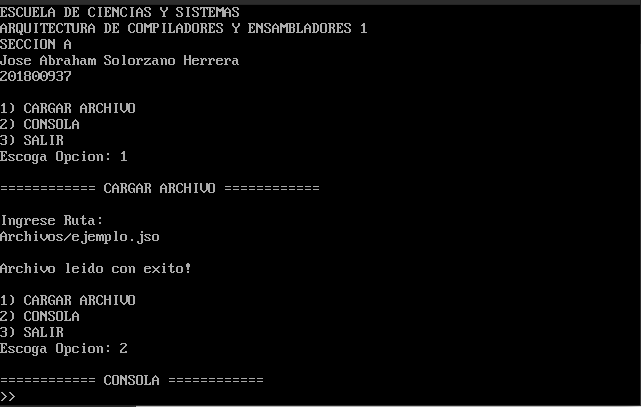 ESCUELA DE CIENCIAS Y SISTEMAS
ARQUITECTURA DE COMPILADORES Y ENSAMBLADORES 1
SECCION A
Jose Abraham Solorzano Herrera
201800937
1) CARGAR ARCHIVO
2) CONSOLA
3) SALIR
Escoga Opcion: 1
============ CARGAR ARCHIVO ============
Ingrese Ruta:
Archivos/ejemplo.jso
Archivo leido con exito!
1) CARGAR ARCHIVO
2) CONSOLA
3) SALIR
Escoga Opcion: 2
============ CONSOLA ============
>>